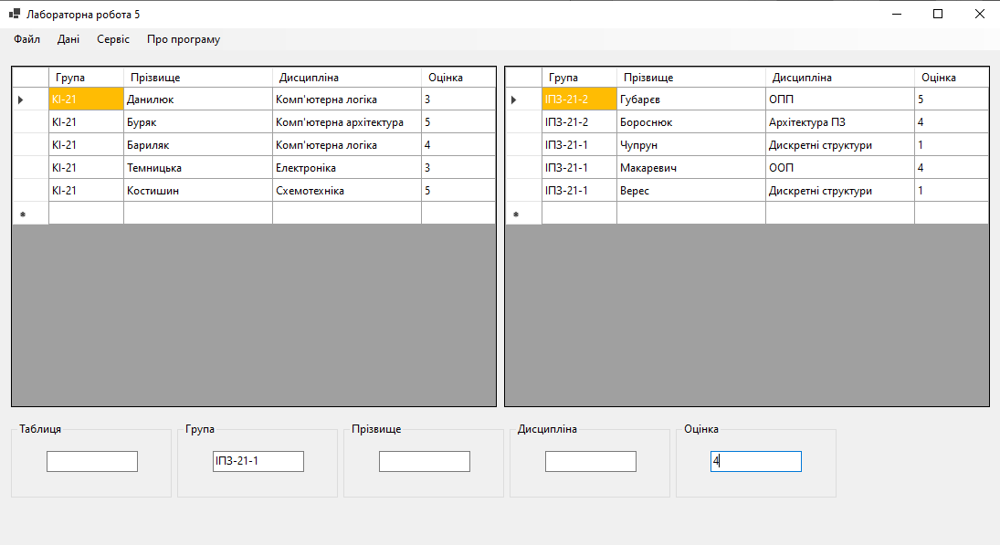 Лабораторна робота 5
Файл Дані Сервіс Про програму
Група Прізвище Дисципліна Оцінка
КІ-21 Данилюк Комп'ютерна логіка 3
КІ-21 Буряк Комп'ютерна архітектура 5
КІ-21 Бариляк Комп'ютерна логіка 4
КІ-21 Темницька Електроніка 3
КІ-21 Костишин Схемотехніка 5
Група Прізвище Дисципліна Оцінка
ІПЗ-21-2 Губарєв ОПП 5
ІПЗ-21-2 Бороснюк Архітектура ПЗ 4
ІПЗ-21-1 Чупрун Дискретні структури 1
ІПЗ-21-1 Макаревич ООП 4
ІПЗ-21-1 Верес Дискретні структури 1
Таблиця Група Прізвище Дисципліна Оцінка
ІПЗ-21-1 4